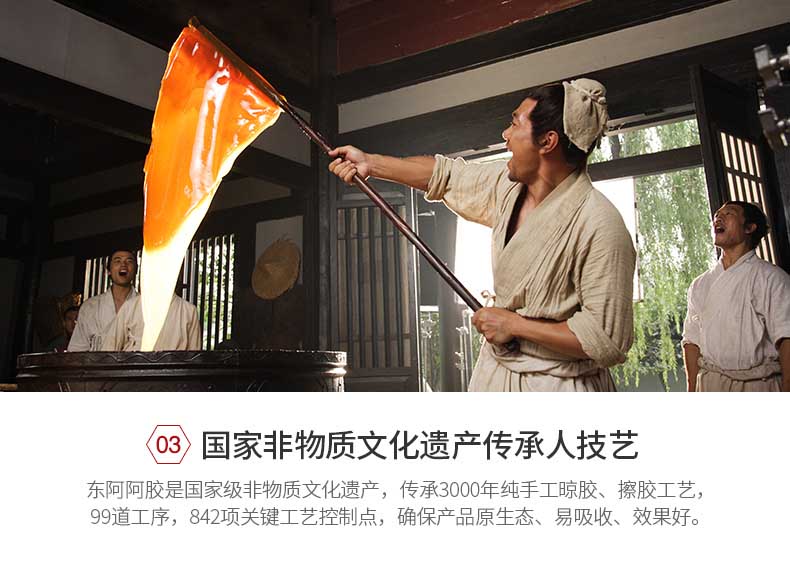 03 国家非物质文化遗产传承人技艺
东阿阿胶是国家级非物质文化遗产，传承3000年纯手工晾胶、擦胶工艺，
99道工序，842项关键工艺控制点，确保产品原生态、易吸收、效果好。